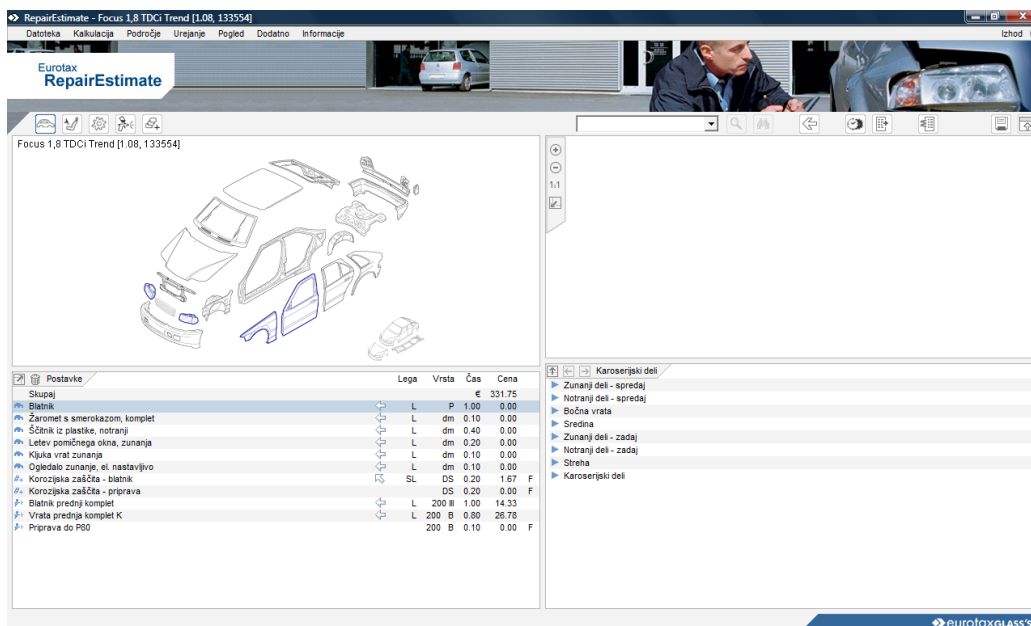 RepairEstimate - Focus 1,8 TDCi Trend [1.08, 133554]
Datoteka Kalkulacija Področje Urejanje Pogled Dodatno Informacije Izhod
Eurotax
RepairEstimate
Focus 1,8 TDCi Trend [1.08, 133554]
1:1
Postavke Lega Vrsta Čas Cena
Skupaj € 331.75
Blatnik L P 1.00 0.00
Žaromet s smerokazom, komplet L dm 0.10 0.00
Ščitnik iz plastike, notranji L dm 0.40 0.00
Letev pomičnega okna, zunanja L dm 0.20 0.00
Kljuka vrat zunanja L dm 0.10 0.00
Ogledalo zunanje, el. nastavljivo L dm 0.10 0.00
Korozijska zaščita - blatnik SL DS 0.20 1.67 F
Korozijska zaščita - priprava DS 0.20 0.00 F
Blatnik prednji komplet L 200 III 1.00 14.33
Vrata prednja komplet K L 200 B 0.80 26.78
Priprava do P80 200 B 0.10 0.00 F
Karoserijski deli
Zunanji deli - spredaj
Notranji deli - spredaj
Bočna vrata
Sredina
Zunanji deli - zadaj
Notranji deli - zadaj
Streha
Karoserijski deli
eurotaxGLASS'S